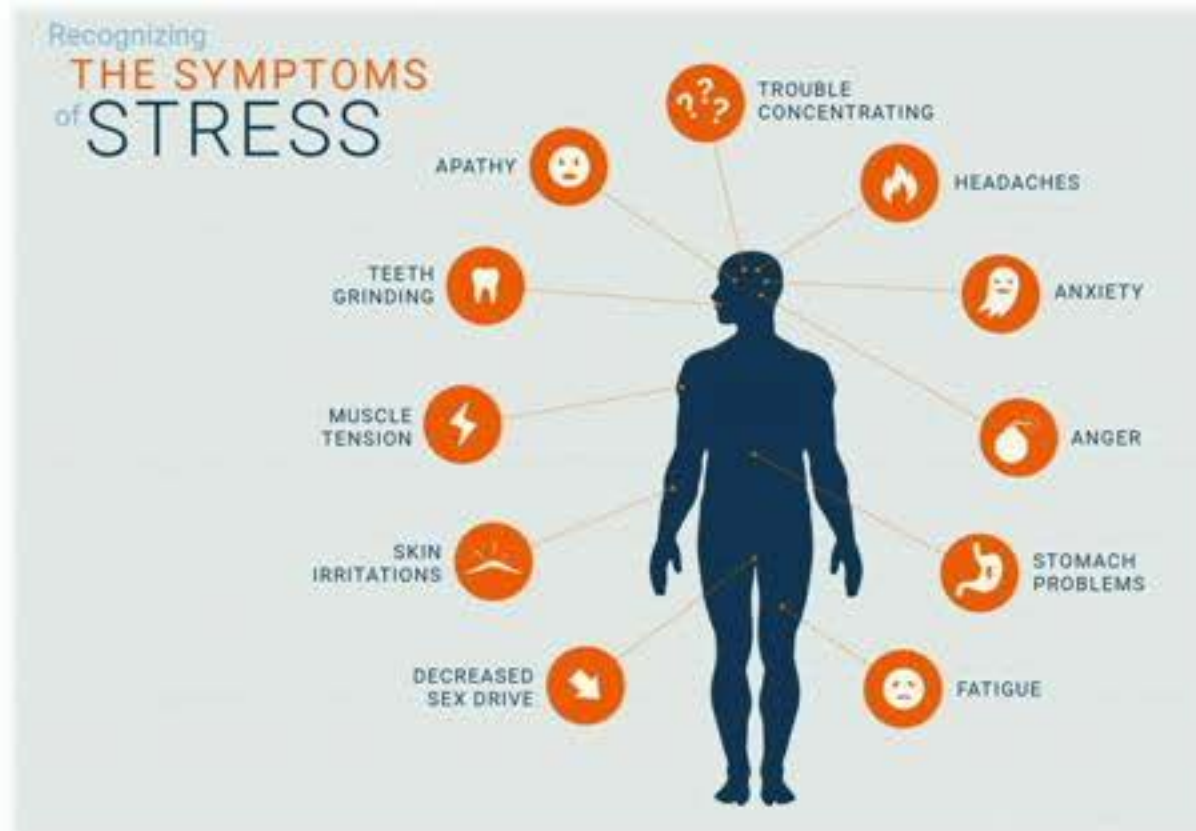 Recognizing
THE SYMPTOMS
of STRESS
TROUBLE
CONCENTRATING
APATHY
HEADACHES
TEETH
GRINDING
ANXIETY
MUSCLE
TENSION
ANGER
SKIN
IRRITATIONS
STOMACH
PROBLEMS
DECREASED
SEX DRIVE
FATIGUE
? ? ?